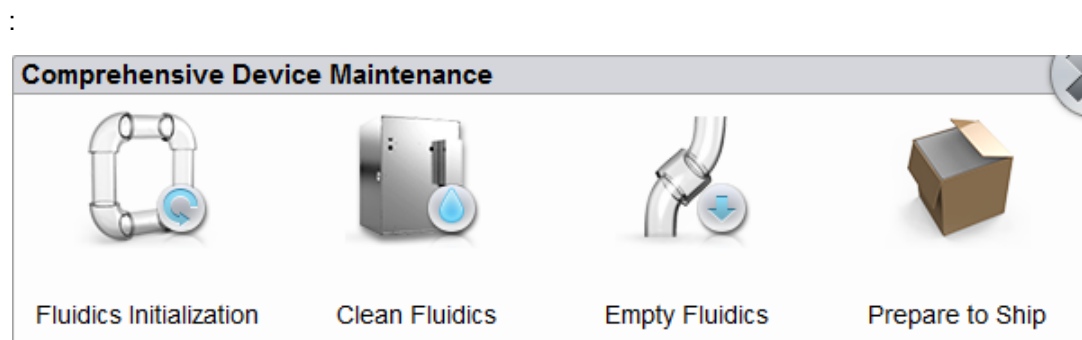 :
Comprehensive Device Maintenance
Fluidics Initialization
Clean Fluidics
Empty Fluidics
Prepare to Ship